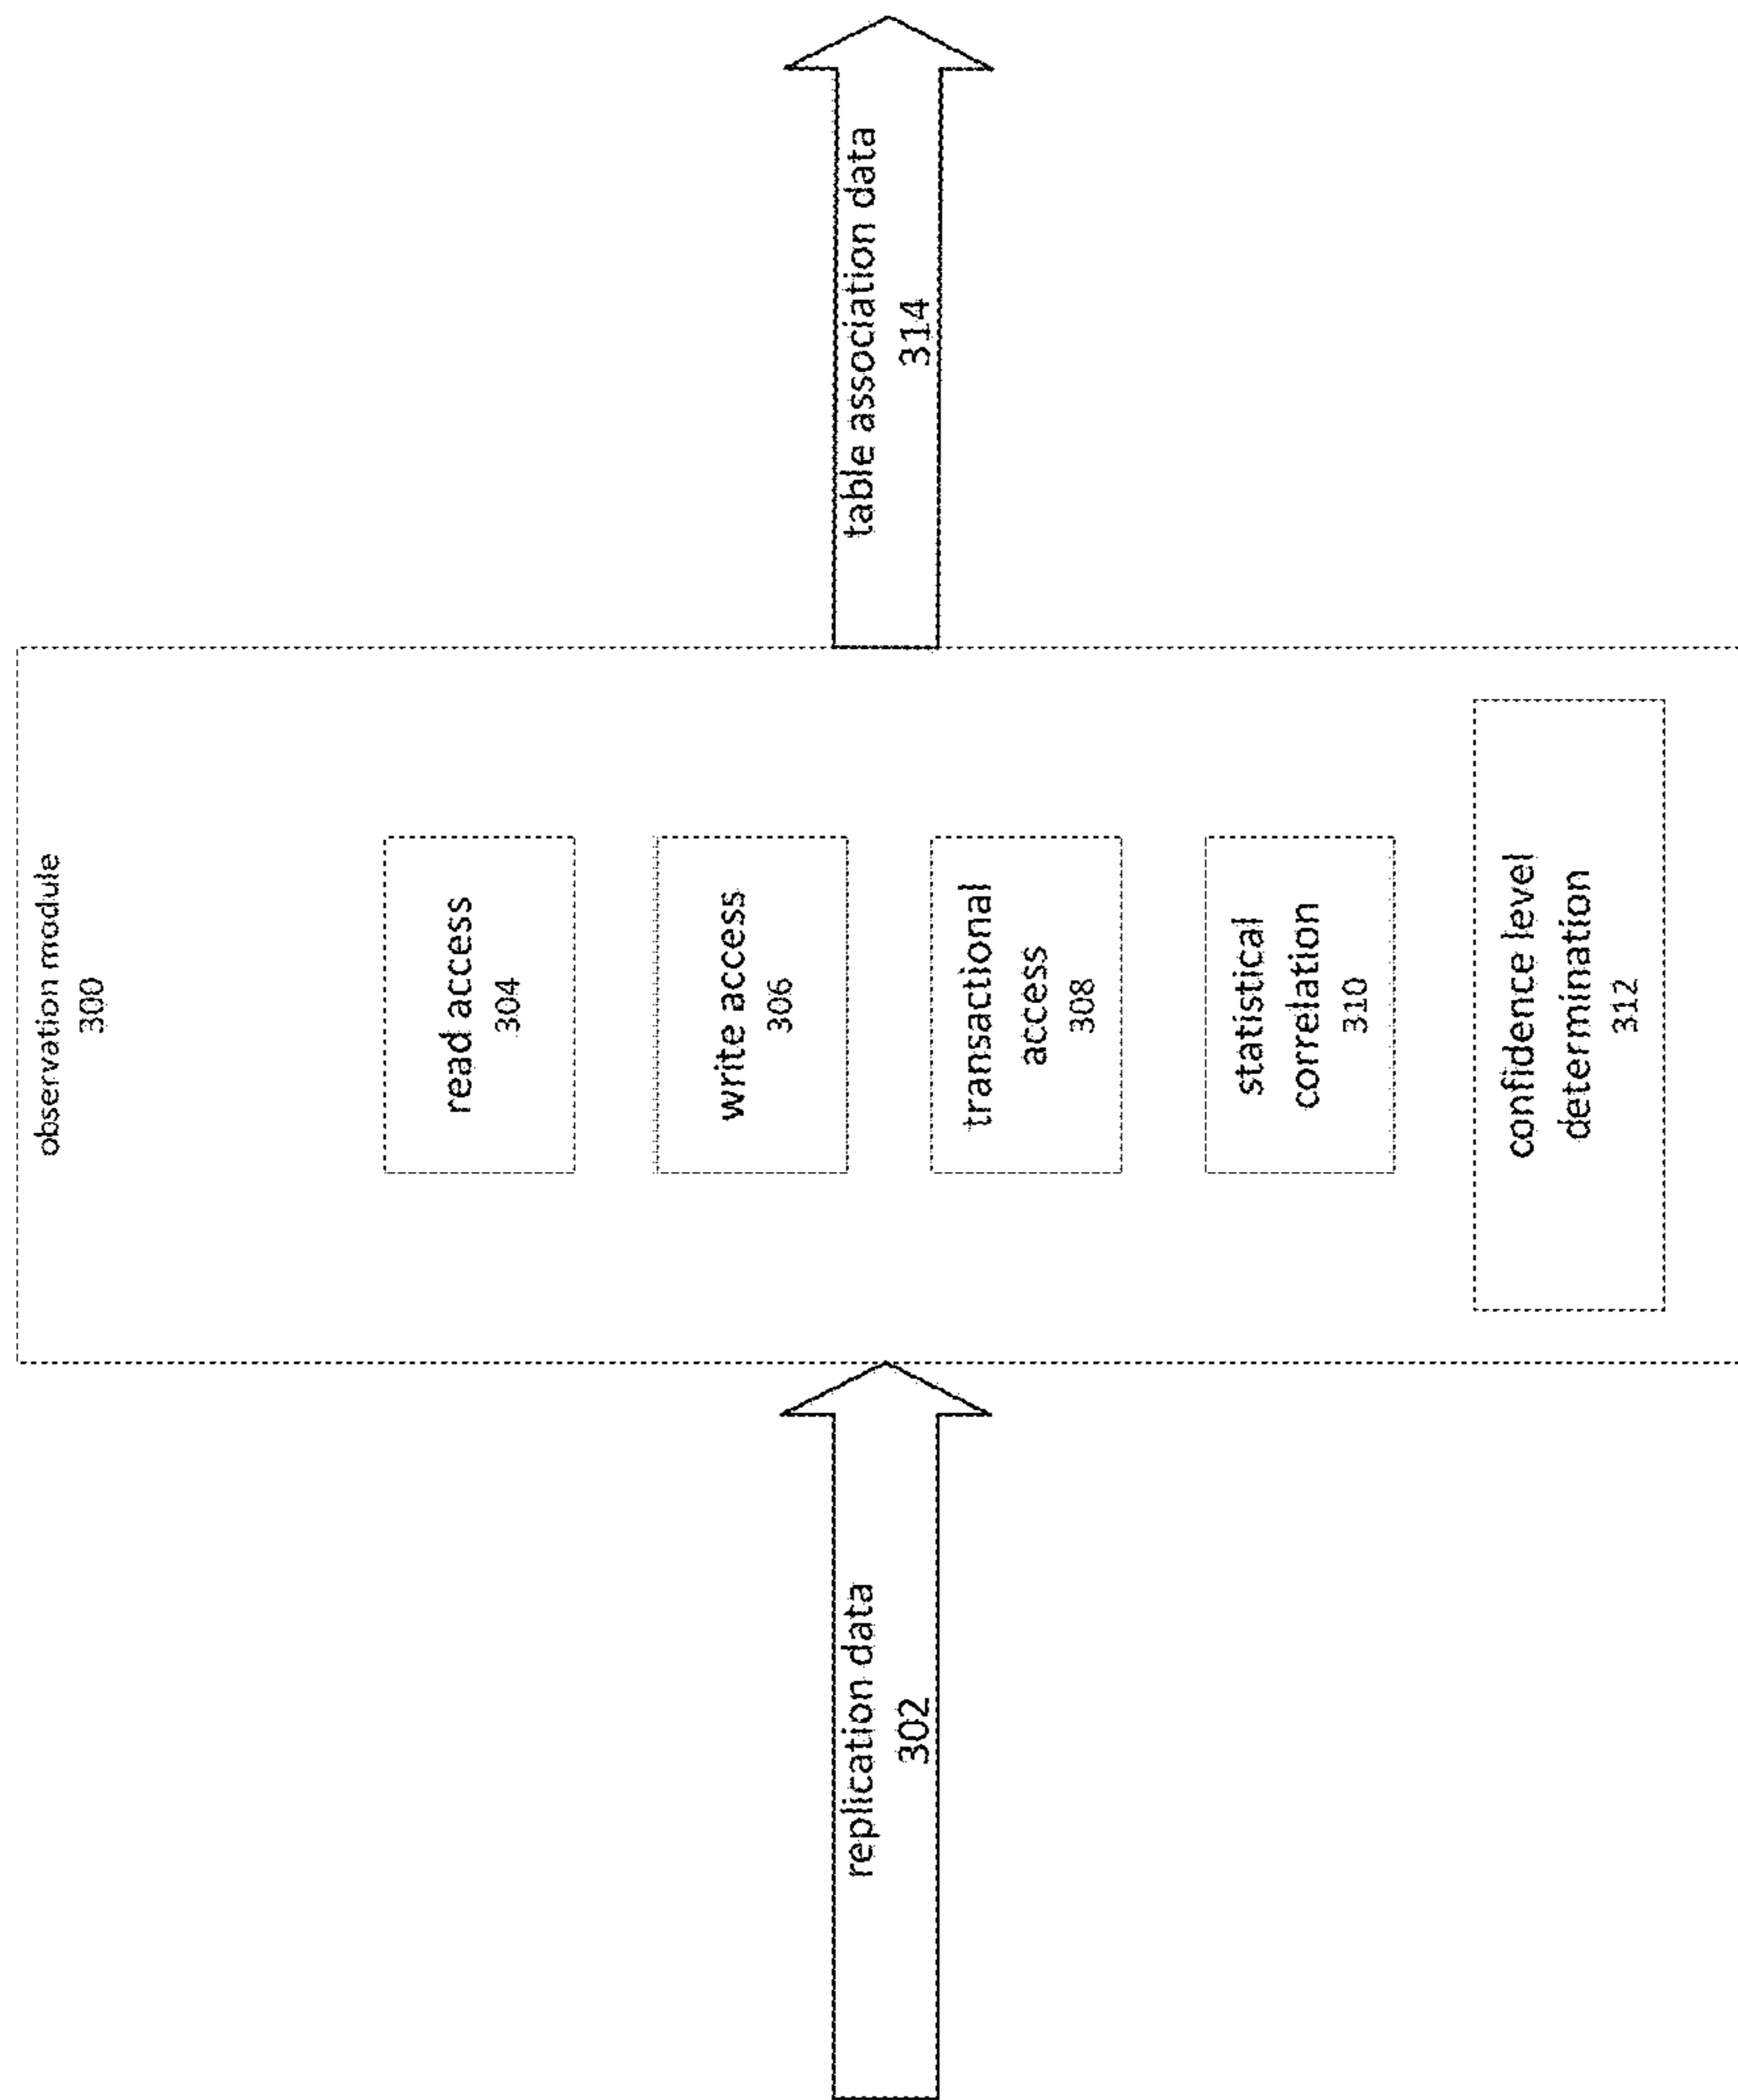 observation module
300
replication data
302
read access
304
write access
306
transactional
access
308
statistical
correlation
310
confidence level
determination
312
table association data
314